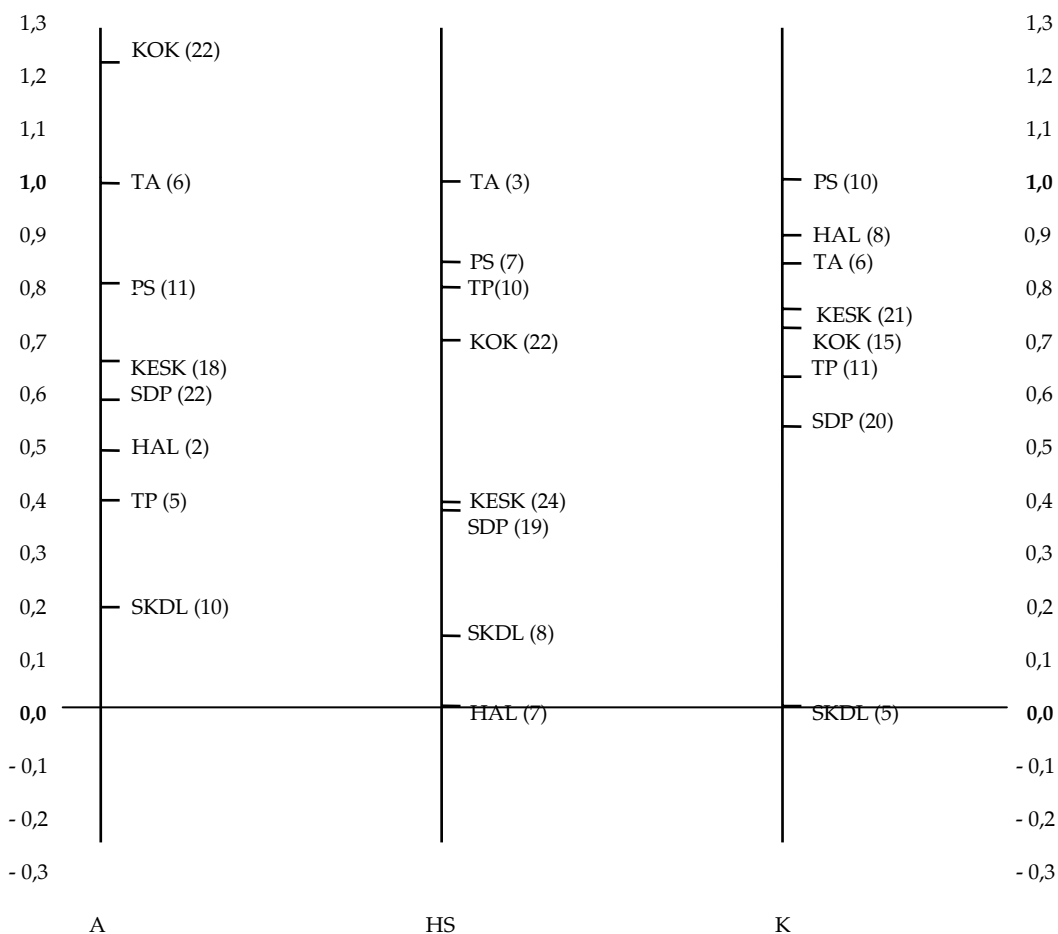 1,3 1,3
KOK (22)
1,2 1,2
1,1 1,1
1,0 TA (6) TA (3) PS (10) 1,0
0,9 HAL (8) 0,9
PS (7) TA (6)
0,8 PS (11) TP(10) 0,8
KESK (21)
0,7 KOK (22) KOK (15) 0,7
KESK (18) TP (11)
0,6 SDP (22) 0,6
SDP (20)
0,5 HAL (2) 0,5
0,4 TP (5) KESK (24) 0,4
SDP (19)
0,3 0,3
0,2 SKDL (10) 0,2
SKDL (8)
0,1 0,1
0,0 HAL (7) SKDL (5) 0,0
- 0,1 - 0,1
- 0,2 - 0,2
- 0,3 - 0,3
A HS K